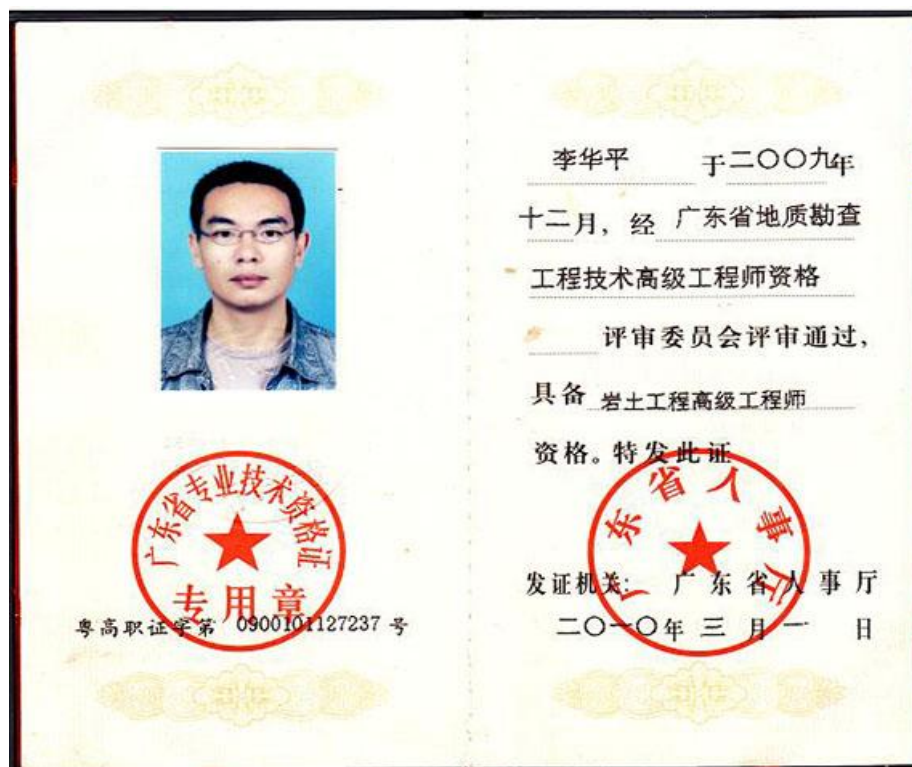 广东省专业技术资格证
专用章
粤高职证字第 0900101127237 号
李华平 于二〇〇九年
十二月，经 广东省地质勘查
工程技术高级工程师资格
评审委员会评审通过，
具备 岩土工程高级工程师
资格。特发此证
广东省人事厅
发证机关: 广东省人事厅
二〇一〇年 三 月 一 日